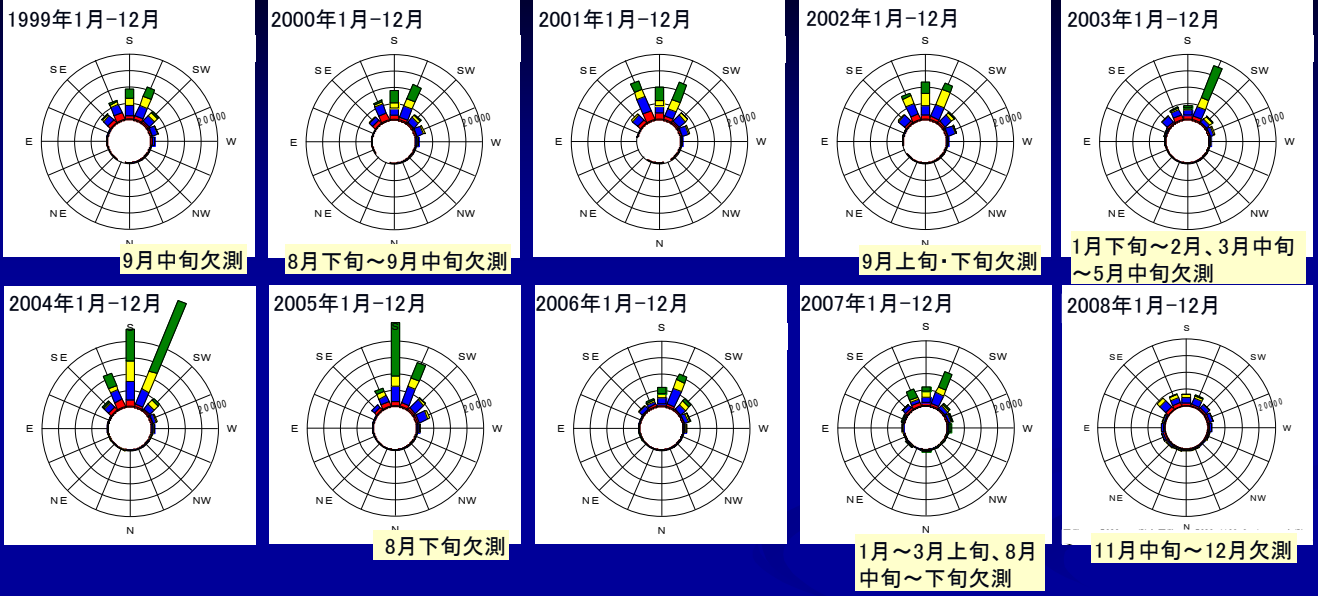 1999年1月-12月
S
SE
SW
20000
E
W
NE
NW
N
9月中旬欠測
2000年1月-12月
S
SE
SW
20000
E
W
NE
NW
N
8月下旬～9月中旬欠測
2001年1月-12月
S
SE
SW
20000
E
W
NE
NW
N
2002年1月-12月
S
SE
SW
20000
E
W
NE
NW
N
9月上旬･下旬欠測
2003年1月-12月
S
SE
SW
20000
E
W
NE
NW
1月下旬～2月、3月中旬
～5月中旬欠測
2004年1月-12月
S
SE
SW
20000
E
W
NE
NW
N
2005年1月-12月
S
SE
SW
20000
E
W
NE
NW
N
8月下旬欠測
2006年1月-12月
S
SE
SW
20000
E
W
NE
NW
N
2007年1月-12月
S
SE
SW
20000
E
W
NE
NW
N
1月～3月上旬、8月
中旬～下旬欠測
2008年1月-12月
S
SE
SW
20000
E
W
NE
NW
N
11月中旬～12月欠測